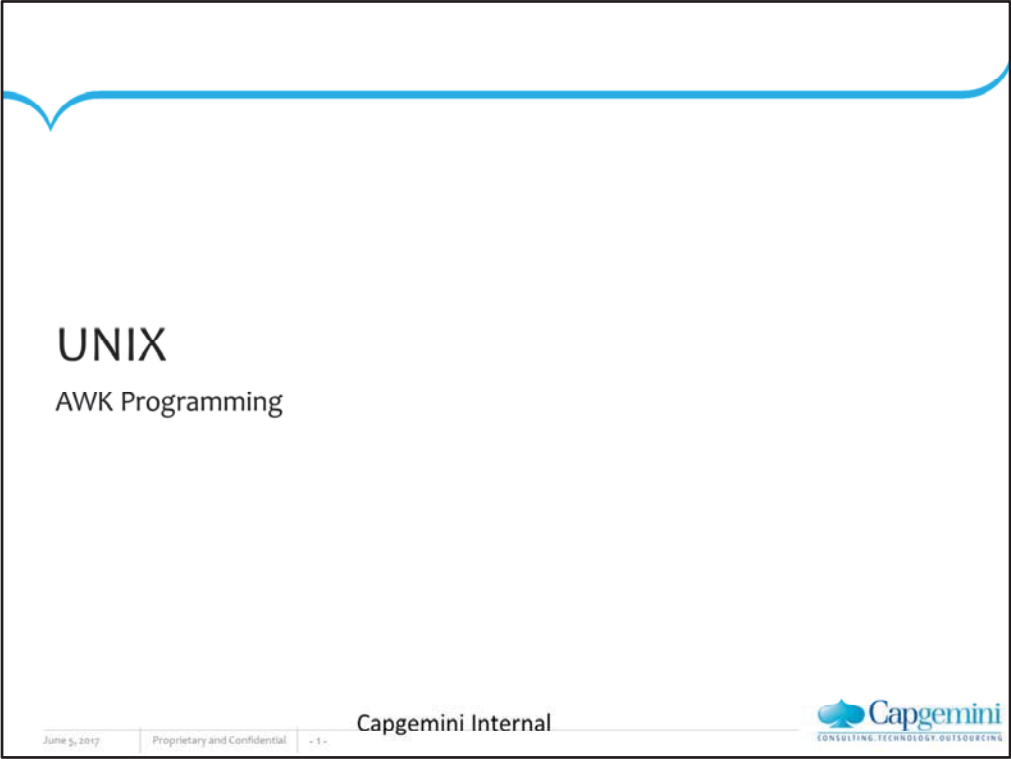 UNIX
AWK Programming
Capgemini Internal
June 5, 2017 Proprietary and Confidential - 1 -
Capgemini
CONSULTING.TECHNOLOGY.OUTSOURCING